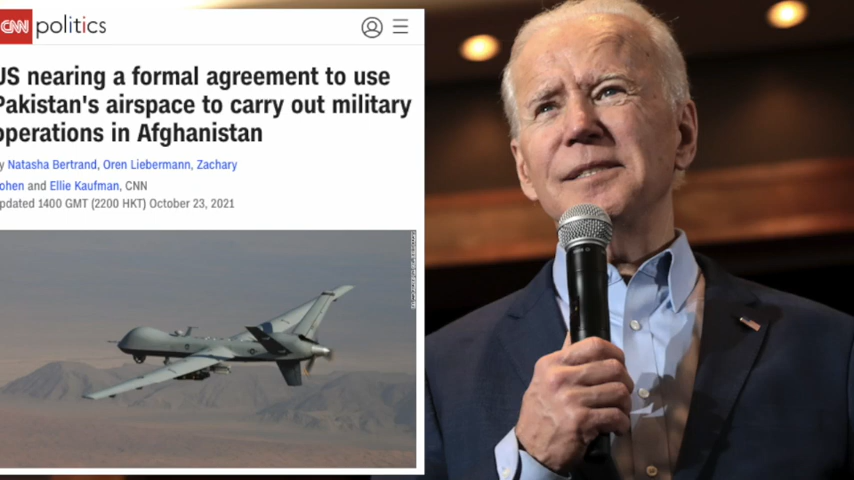 CNN politics
US nearing a formal agreement to use
Pakistan's airspace to carry out military
operations in Afghanistan
y Natasha Bertrand, Oren Liebermann, Zachary
ohen and Ellie Kaufman, CNN
pdated 1400 GMT (2200 HKT) October 23, 2021